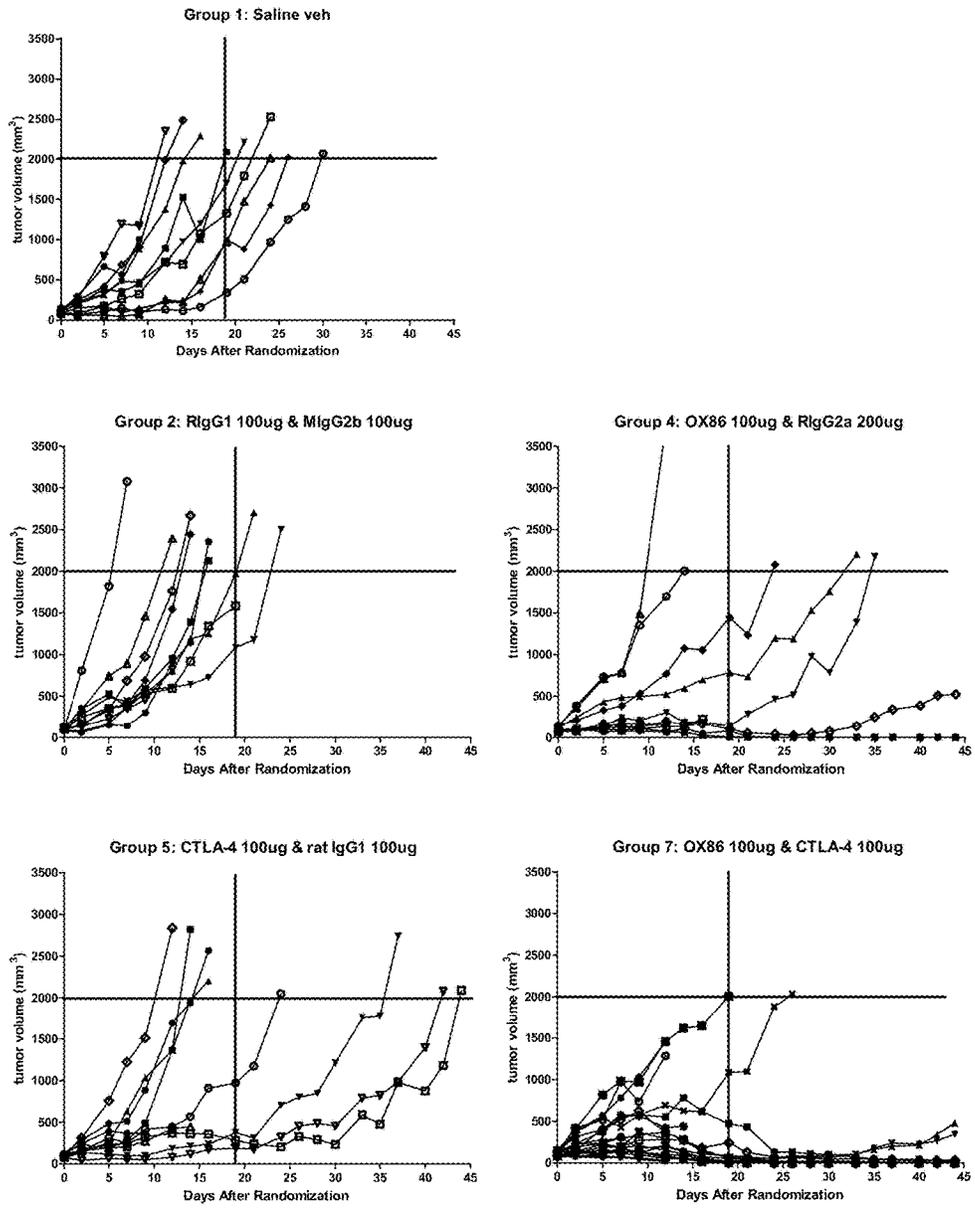 Group 1: Saline veh
3500
3000
2500
2000
1500
1000
500
0
tumor volume (mm3)
0 5 10 15 20 25 30 35 40 45
Days After Randomization
Group 2: RIgG1 100ug & MIgG2b 100ug
3500
3000
2500
2000
1500
1000
500
0
tumor volume (mm3)
0 5 10 15 20 25 30 35 40 45
Days After Randomization
Group 4: OX86 100ug & RIgG2a 200ug
3500
3000
2500
2000
1500
1000
500
0
tumor volume (mm3)
0 5 10 15 20 25 30 35 40 45
Days After Randomization
Group 5: CTLA-4 100ug & rat IgG1 100ug
3500
3000
2500
2000
1500
1000
500
0
tumor volume (mm3)
0 5 10 15 20 25 30 35 40 45
Days After Randomization
Group 7: OX86 100ug & CTLA-4 100ug
3500
3000
2500
2000
1500
1000
500
0
tumor volume (mm3)
0 5 10 15 20 25 30 35 40 45
Days After Randomization